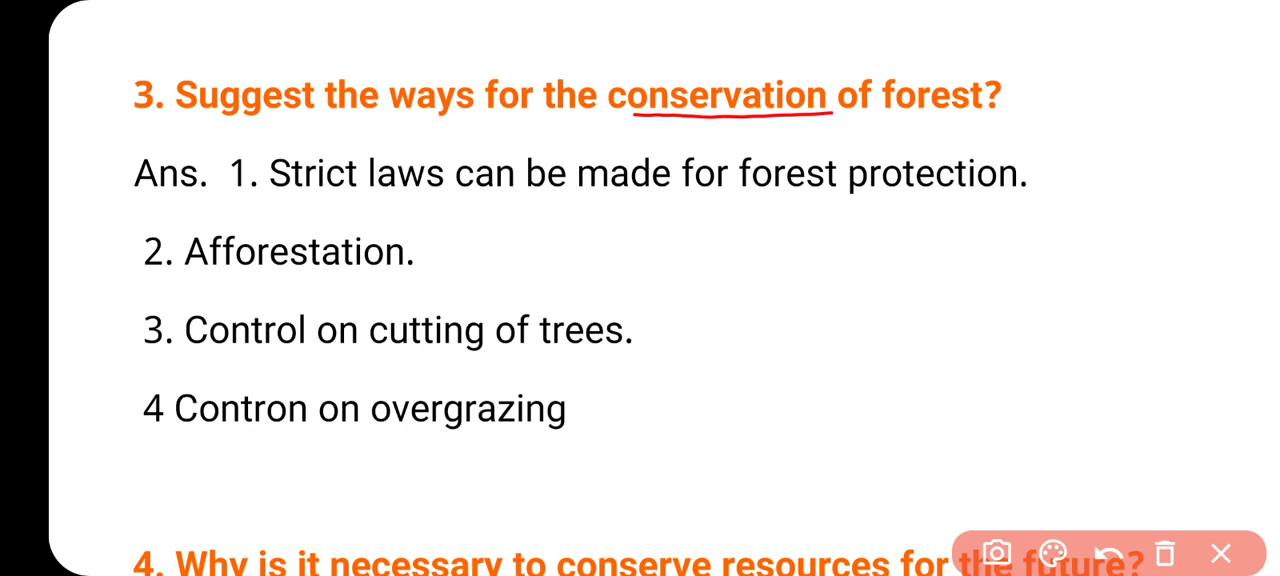 3. Suggest the ways for the conservation of forest?
Ans. 1. Strict laws can be made for forest protection.
2. Afforestation.
3. Control on cutting of trees.
4 Contron on overgrazing
4. Why is it necessary to conserve resources for the future?